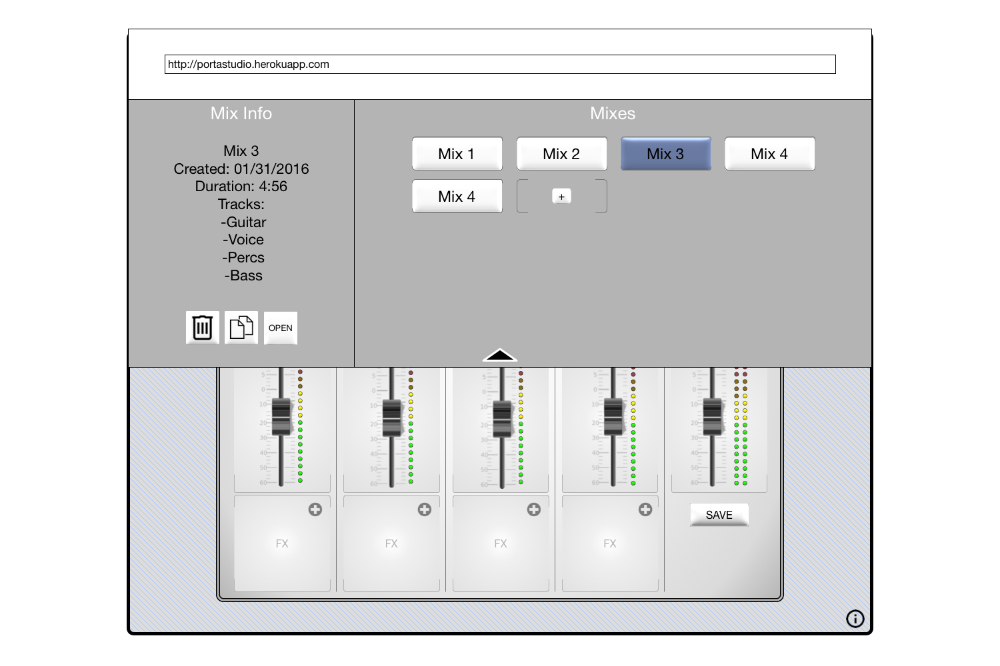 http://portastudio.herokuapp.com
Mix Info
Mix 3
Created: 01/31/2016
Duration: 4:56
Tracks:
-Guitar
-Voice
-Percs
-Bass
OPEN
Mixes
Mix 1 Mix 2 Mix 3 Mix 4
Mix 4 +
5 5 5 5 5
0 0 0 0 0
10 10 10 10 10
20 20 20 20 20
30 30 30 30 30
40 40 40 40 40
50 50 50 50 50
60 60 60 60 60
SAVE
FX FX FX FX